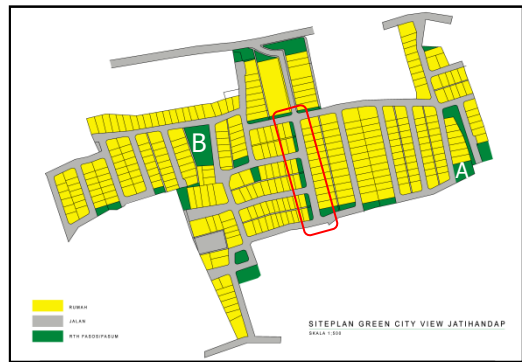 B
A
RUMAH
JALAN
RTH FASOS/FASUM
SITEPLAN GREEN CITY VIEW JATIHANDAP
SKALA 1:500